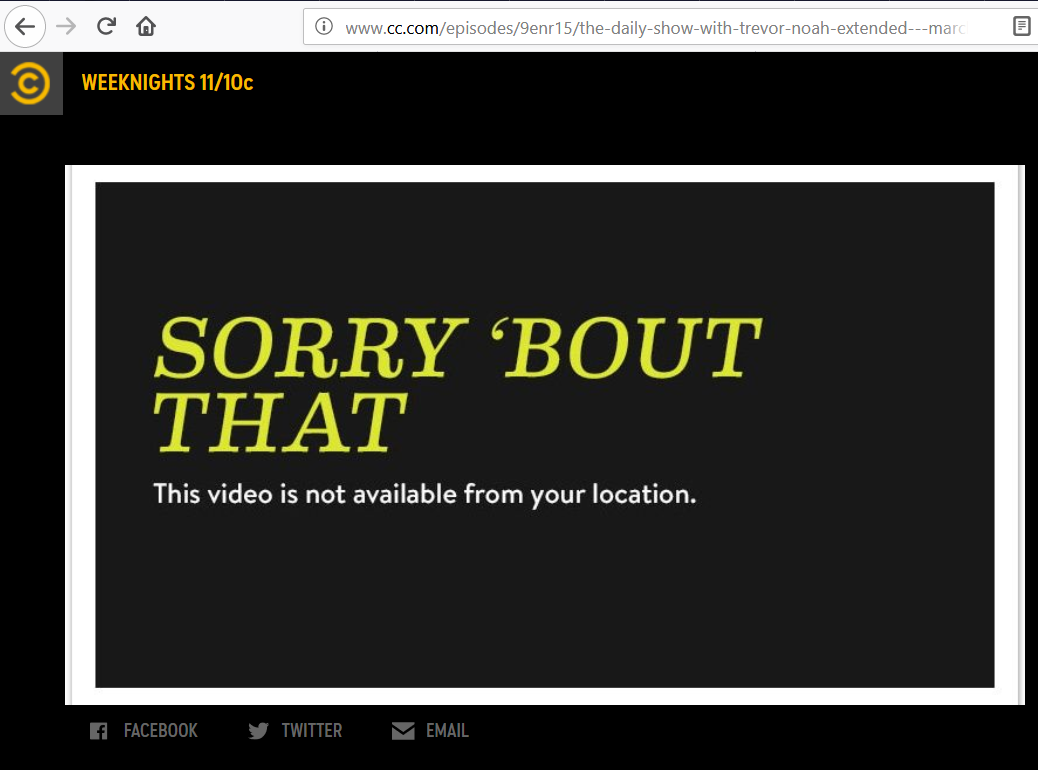 www.cc.com/episodes/9enr15/the-daily-show-with-trevor-noah-extended---marc
WEEKNIGHTS 11/10c
SORRY ‘BOUT
THAT
This video is not available from your location.
FACEBOOK TWITTER EMAIL